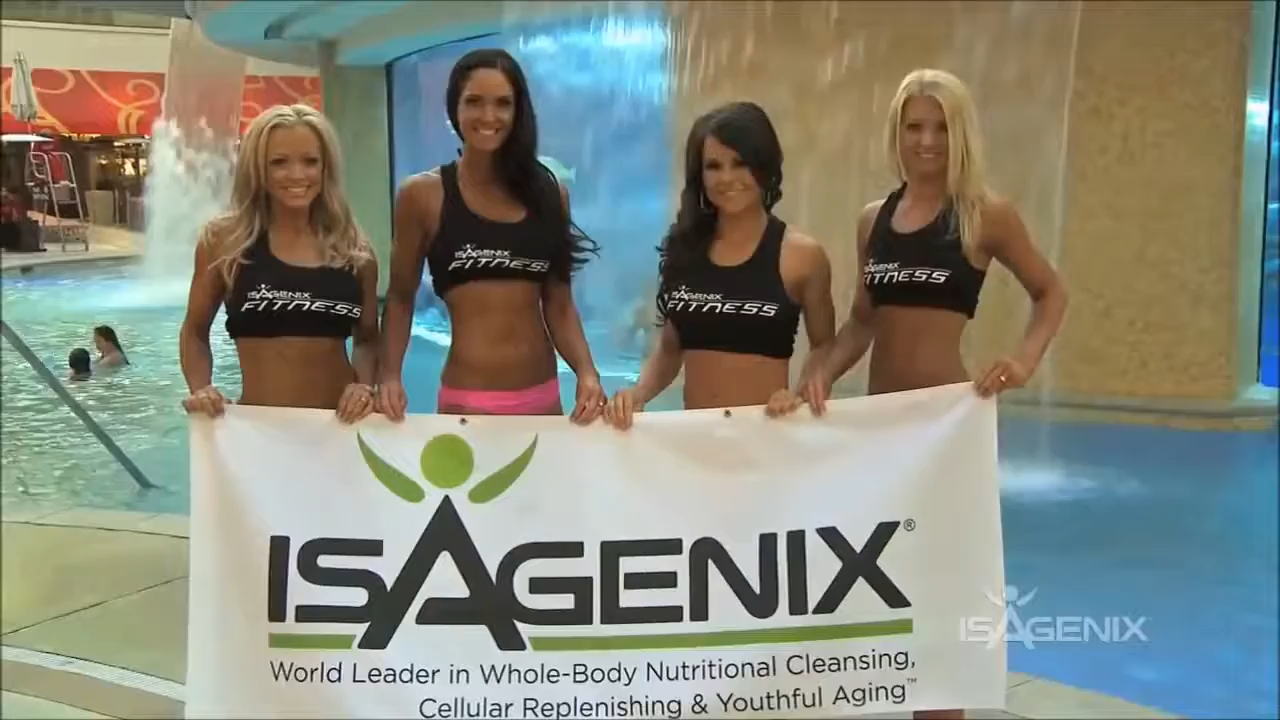 ISAGENIX
FITNESS
ISAGENIX
FITNESS
ISAGENIX
FITNESS
ISAGENIX
FITNESS
ISAGENIX®
World Leader in Whole-Body Nutritional Cleansing,
Cellular Replenishing & Youthful Aging™
ISAGENIX